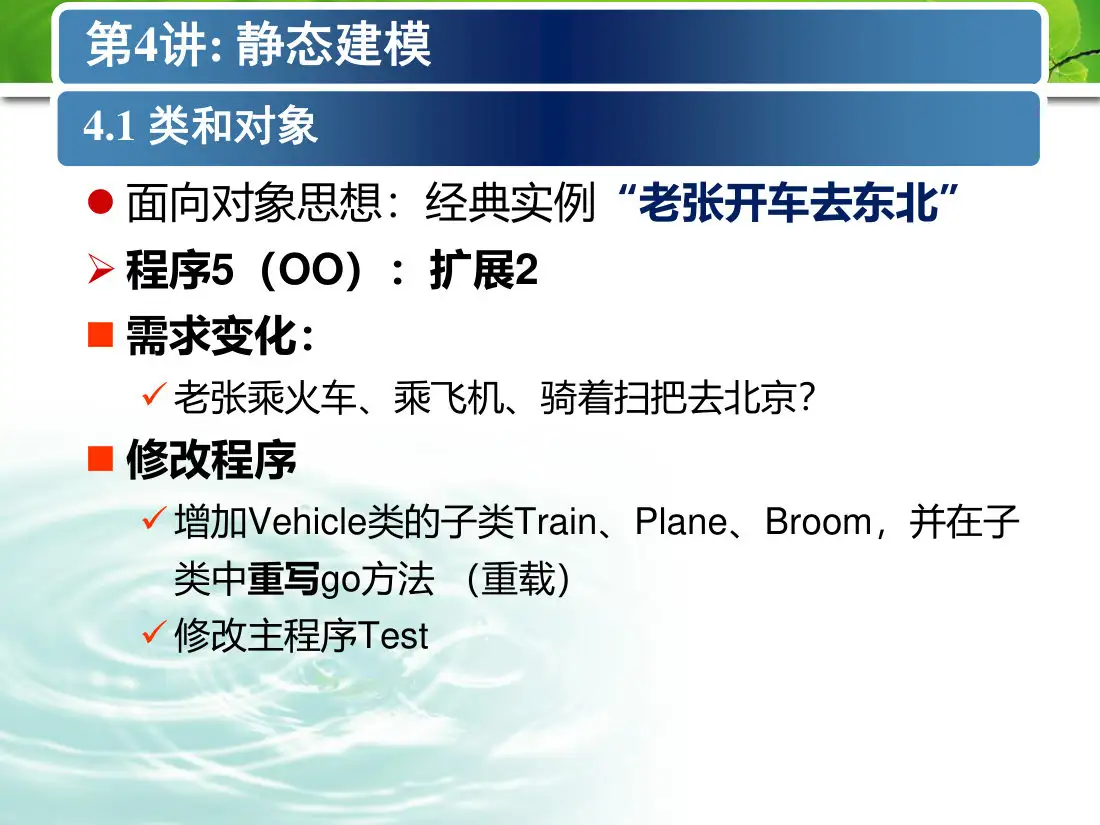 第4讲: 静态建模
4.1 类和对象
面向对象思想：经典实例“老张开车去东北”
程序5（OO）：扩展2
需求变化：
老张乘火车、乘飞机、骑着扫把去北京？
修改程序
增加Vehicle类的子类Train、Plane、Broom，并在子
类中重写go方法 （重载）
修改主程序Test